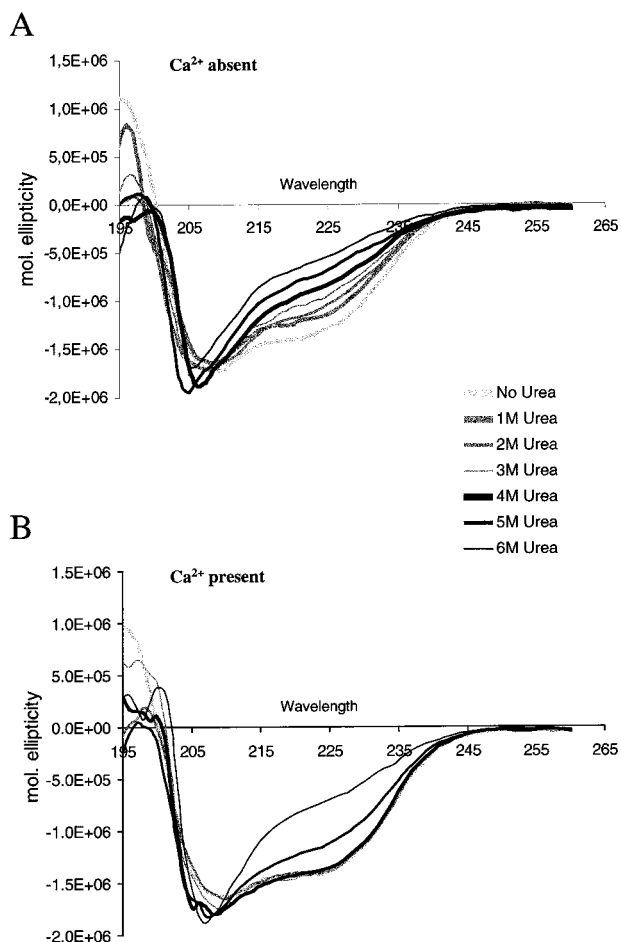 A
Ca²⁺ absent
1,5E+06
1,0E+06
5,0E+05
0,0E+00
-5,0E+05
-1,0E+06
-1,5E+06
-2,0E+06
mol. ellipticity
Wavelength
195 205 215 225 235 245 255 265
No Urea
1M Urea
2M Urea
3M Urea
4M Urea
5M Urea
6M Urea
B
Ca²⁺ present
1.5E+06
1.0E+06
5.0E+05
0.0E+00
-5.0E+05
-1.0E+06
-1.5E+06
-2.0E+06
mol. ellipticity
Wavelength
195 205 215 225 235 245 255 265